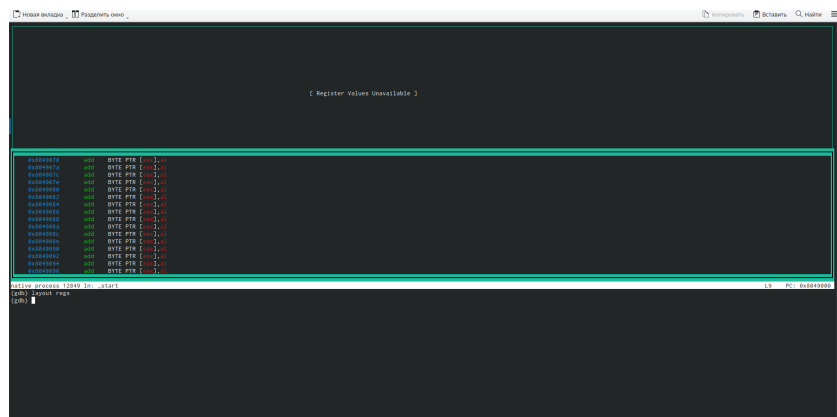 Новая вкладка Разделить окно Копировать Вставить Найти
[ Register Values Unavailable ]
0x8049078 add BYTE PTR [eax],al
0x804907a add BYTE PTR [eax],al
0x804907c add BYTE PTR [eax],al
0x804907e add BYTE PTR [eax],al
0x8049080 add BYTE PTR [eax],al
0x8049082 add BYTE PTR [eax],al
0x8049084 add BYTE PTR [eax],al
0x8049086 add BYTE PTR [eax],al
0x8049088 add BYTE PTR [eax],al
0x804908a add BYTE PTR [eax],al
0x804908c add BYTE PTR [eax],al
0x804908e add BYTE PTR [eax],al
0x8049090 add BYTE PTR [eax],al
0x8049092 add BYTE PTR [eax],al
0x8049094 add BYTE PTR [eax],al
0x8049096 add BYTE PTR [eax],al
native process 12849 In: _start L9 PC: 0x8049000
(gdb) layout regs
(gdb)